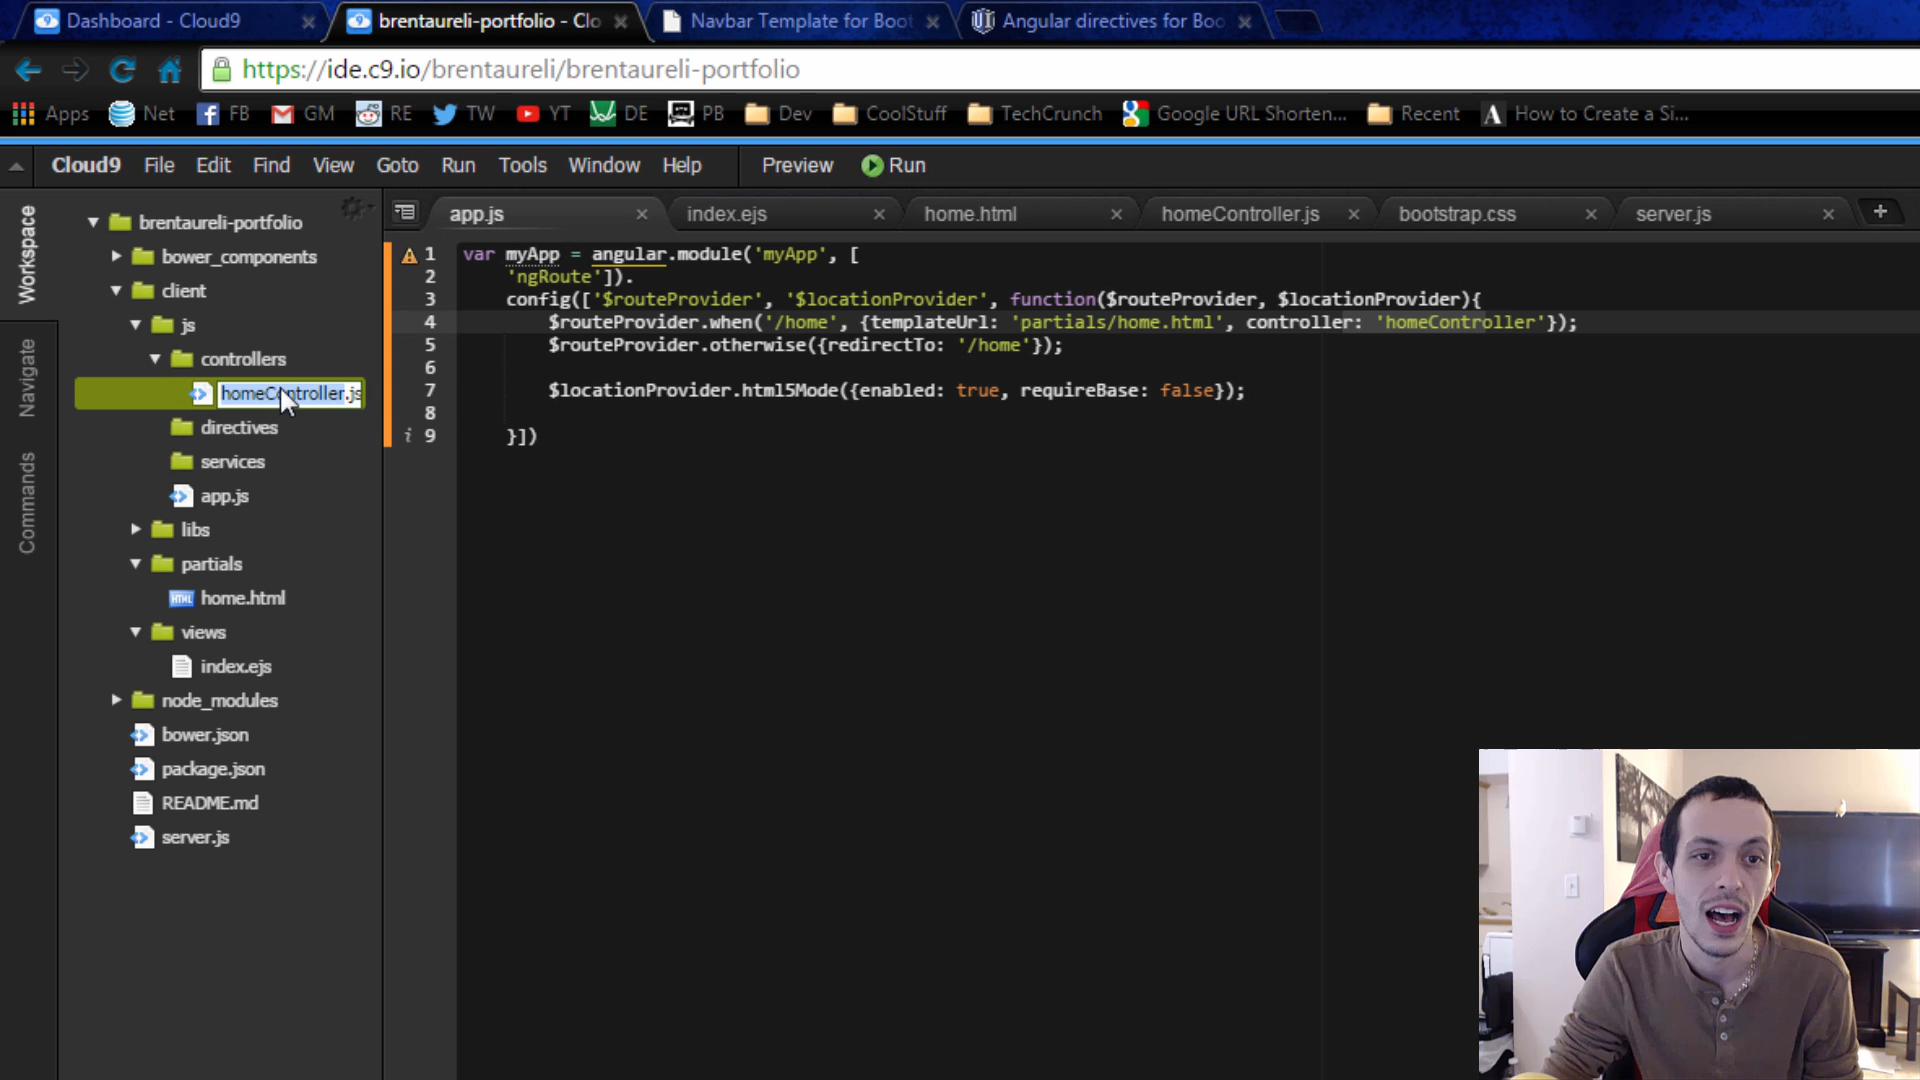 Dashboard - Cloud9
brentaureli-portfolio - Clo
Navbar Template for Boot
Angular directives for Boo
https://ide.c9.io/brentaureli/brentaureli-portfolio
Apps Net FB GM RE TW YT DE PB Dev CoolStuff TechCrunch Google URL Shorten... Recent How to Create a Si...
Cloud9 File Edit Find View Goto Run Tools Window Help Preview Run
Workspace
Navigate
Commands
brentaureli-portfolio
bower_components
client
js
controllers
homeController.js
directives
services
app.js
libs
partials
home.html
views
index.ejs
node_modules
bower.json
package.json
README.md
server.js
app.js index.ejs home.html homeController.js bootstrap.css server.js
1 var myApp = angular.module('myApp', [
2 'ngRoute']).
3 config(['$routeProvider', '$locationProvider', function($routeProvider, $locationProvider){
4 $routeProvider.when('/home', {templateUrl: 'partials/home.html', controller: 'homeController'});
5 $routeProvider.otherwise({redirectTo: '/home'});
6
7 $locationProvider.html5Mode({enabled: true, requireBase: false});
8
9 }])